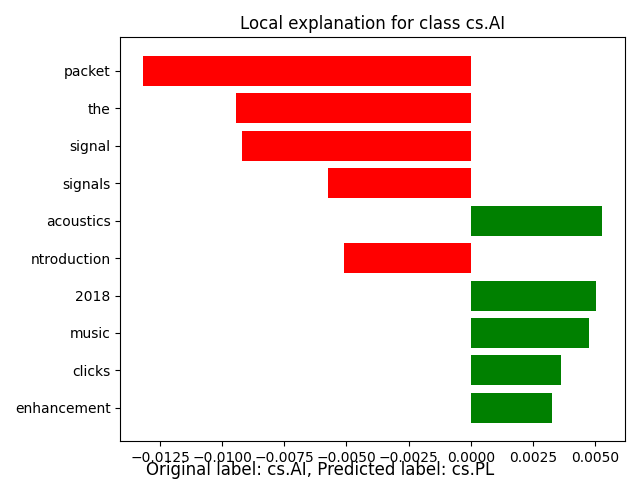 Local explanation for class cs.AI
packet
the
signal
signals
acoustics
ntroduction
2018
music
clicks
enhancement
−0.0125 −0.0100 −0.0075 −0.0050 −0.0025 0.0000 0.0025 0.0050
Original label: cs.AI, Predicted label: cs.PL